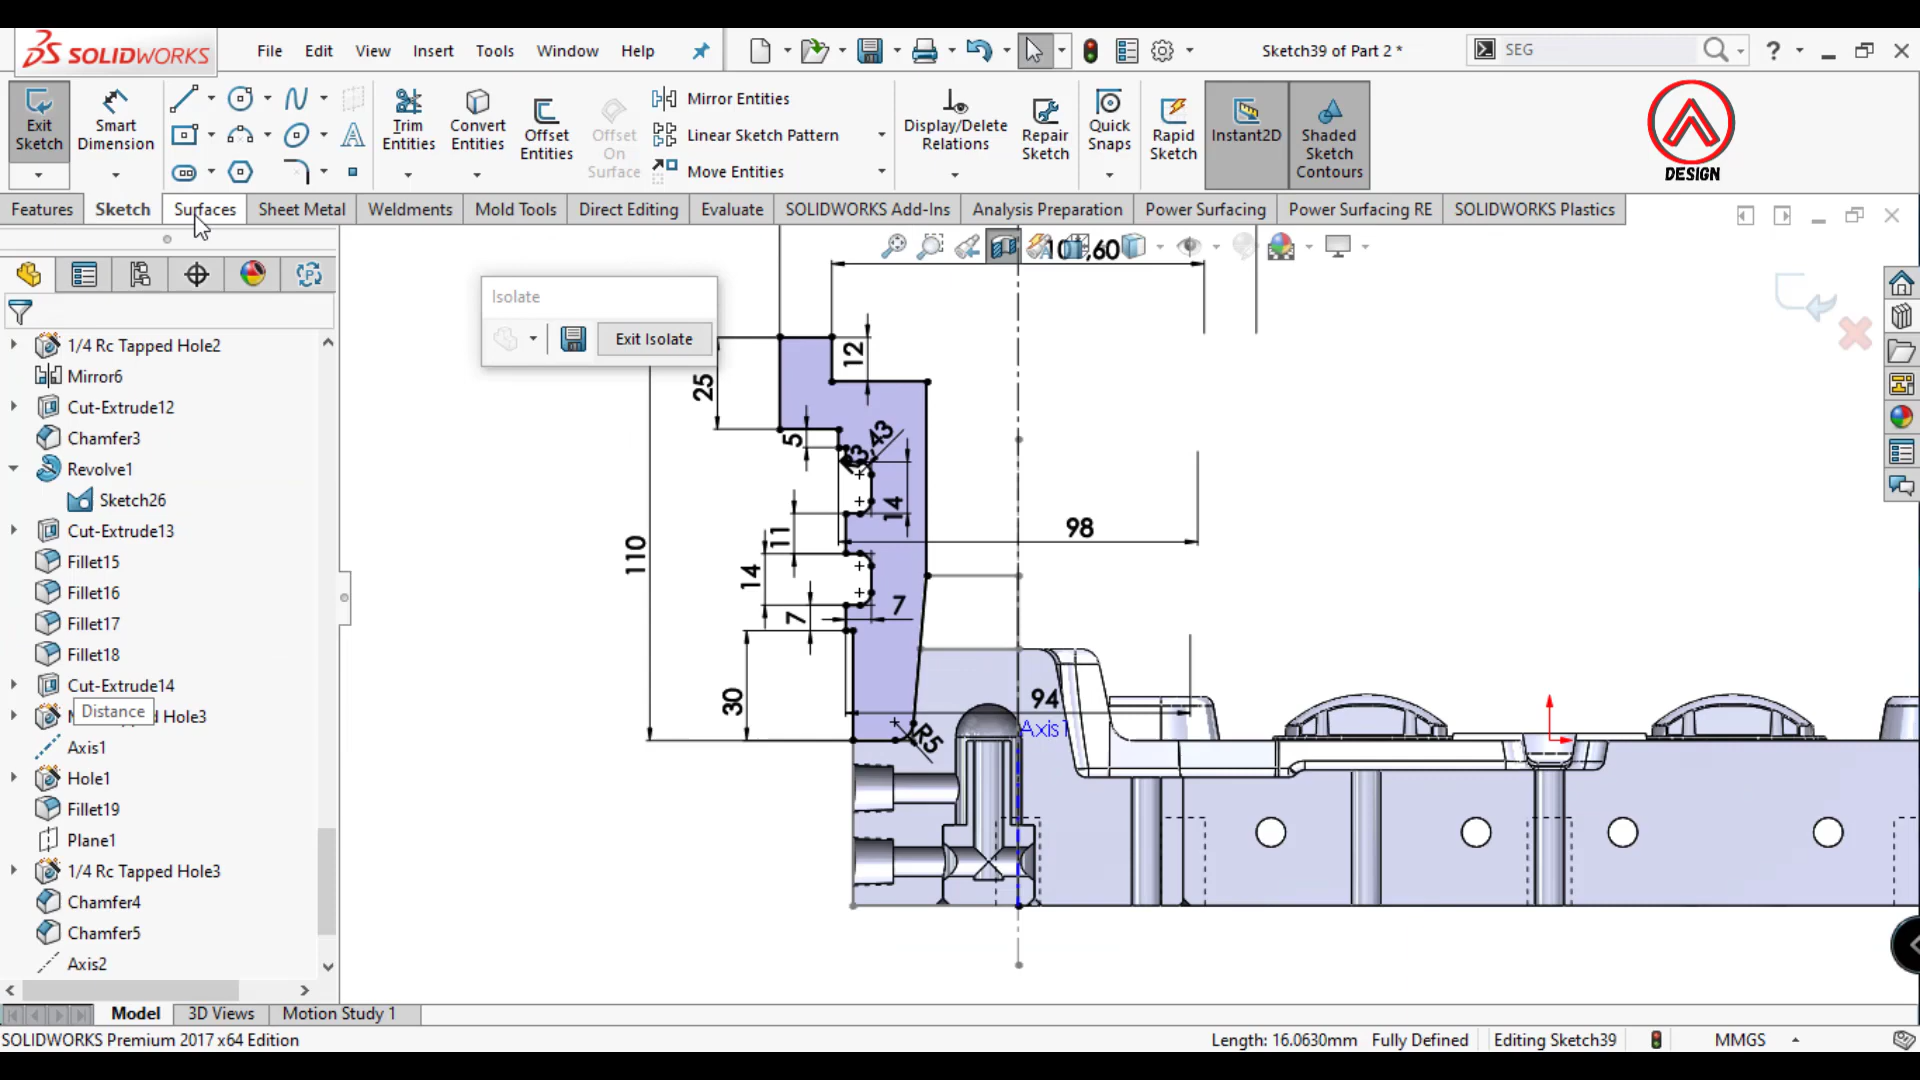 SOLIDWORKS
File Edit View Insert Tools Window Help
Sketch39 of Part 2 *
SEG
Exit Sketch
Smart Dimension
Trim Entities
Convert Entities
Offset Entities
Offset On Surface
Mirror Entities
Linear Sketch Pattern
Move Entities
Display/Delete Relations
Repair Sketch
Quick Snaps
Rapid Sketch
Instant2D
Shaded Sketch Contours
DESIGN
Features Sketch Surfaces Sheet Metal Weldments Mold Tools Direct Editing Evaluate SOLIDWORKS Add-Ins Analysis Preparation Power Surfacing Power Surfacing RE SOLIDWORKS Plastics
Isolate
Exit Isolate
1/4 Rc Tapped Hole2
Mirror6
Cut-Extrude12
Chamfer3
Revolve1
Sketch26
Cut-Extrude13
Fillet15
Fillet16
Fillet17
Fillet18
Cut-Extrude14
Distance
d Hole3
Axis1
Hole1
Fillet19
Plane1
1/4 Rc Tapped Hole3
Chamfer4
Chamfer5
Axis2
,60
12
25
5
43
14
98
11
110
14
7
7
30
94
R5
Axis1
Model 3D Views Motion Study 1
SOLIDWORKS Premium 2017 x64 Edition
Length: 16.0630mm Fully Defined Editing Sketch39 MMGS